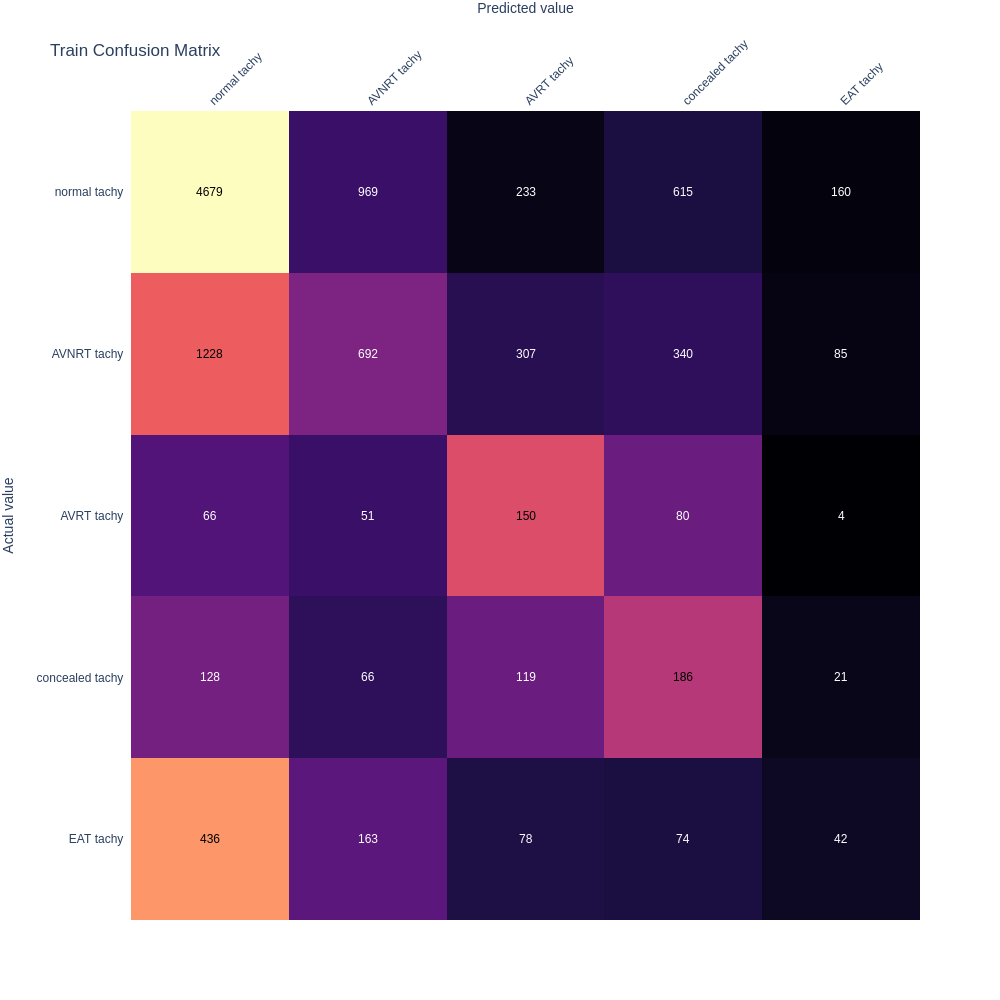 Predicted value
Train Confusion Matrix
normal tachy
AVNRT tachy
AVRT tachy
concealed tachy
EAT tachy
Actual value
normal tachy 4679 969 233 615 160
AVNRT tachy 1228 692 307 340 85
AVRT tachy 66 51 150 80 4
concealed tachy 128 66 119 186 21
EAT tachy 436 163 78 74 42